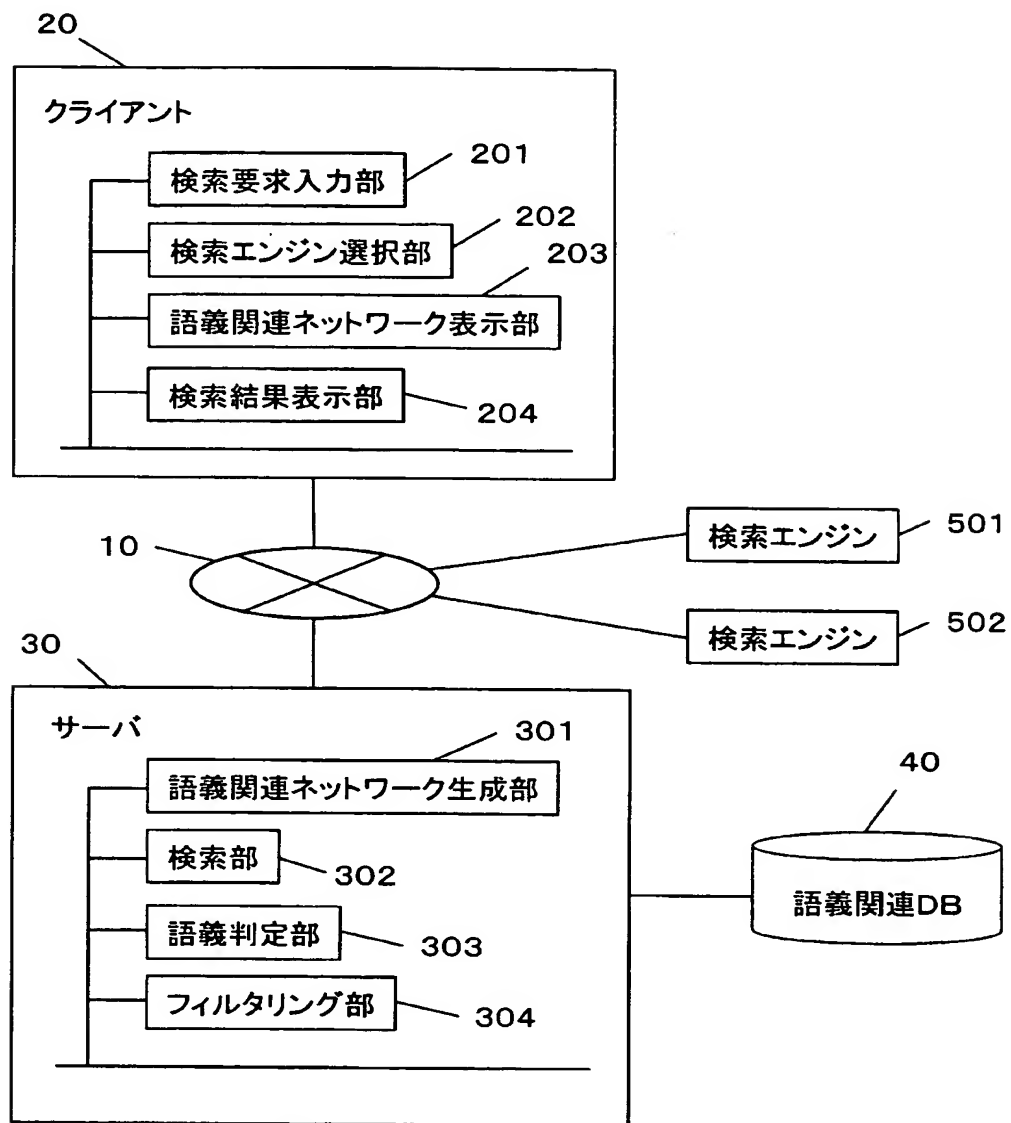 20
クライアント
検索要求入力部
201
検索エンジン選択部
202
203
語義関連ネットワーク表示部
検索結果表示部
204
10
検索エンジン
501
検索エンジン
502
30
サーバ
301
語義関連ネットワーク生成部
検索部
302
語義判定部
303
フィルタリング部
304
40
語義関連DB